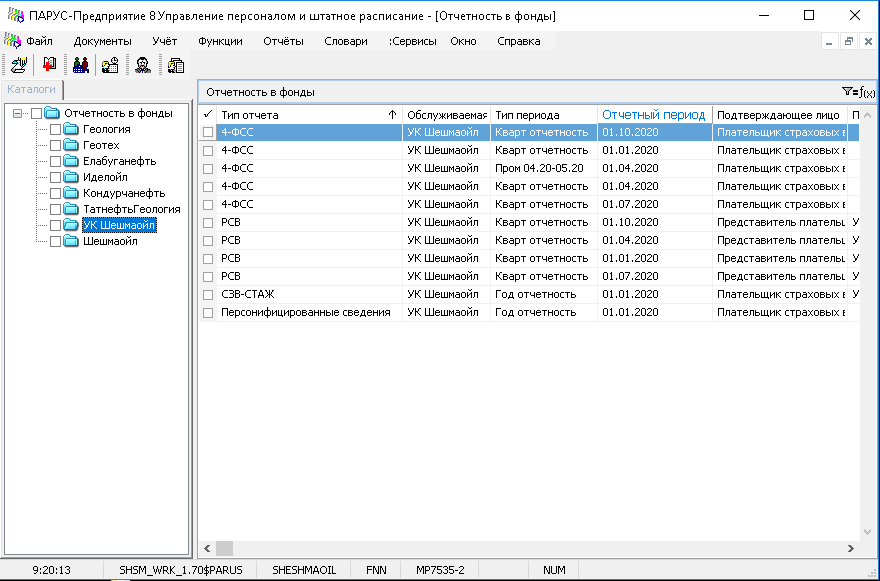 ПАРУС-Предприятие 8 Управление персоналом и штатное расписание - [Отчетность в фонды]
Файл Документы Учёт Функции Отчёты Словари :Сервисы Окно Справка
Каталоги
Отчетность в фонды
Геология
Геотех
Елабуганефть
Иделойл
Кондурчанефть
ТатнефтьГеология
УК Шешмаойл
Шешмаойл
Отчетность в фонды
Тип отчета Обслуживаемая Тип периода Отчетный период Подтверждающее лицо П
4-ФСС УК Шешмаойл Кварт отчетность 01.10.2020 Плательщик страховых в
4-ФСС УК Шешмаойл Кварт отчетность 01.01.2020 Плательщик страховых в
4-ФСС УК Шешмаойл Пром 04.20-05.20 01.04.2020 Плательщик страховых в
4-ФСС УК Шешмаойл Кварт отчетность 01.04.2020 Плательщик страховых в
4-ФСС УК Шешмаойл Кварт отчетность 01.07.2020 Плательщик страховых в
РСВ УК Шешмаойл Кварт отчетность 01.10.2020 Представитель платель У
РСВ УК Шешмаойл Кварт отчетность 01.04.2020 Представитель платель У
РСВ УК Шешмаойл Кварт отчетность 01.01.2020 Представитель платель У
РСВ УК Шешмаойл Кварт отчетность 01.07.2020 Представитель платель У
СЗВ-СТАЖ УК Шешмаойл Год отчетность 01.01.2020 Плательщик страховых в У
Персонифицированные сведения УК Шешмаойл Год отчетность 01.01.2020 Плательщик страховых в
9:20:13 SHSM_WRK_1.70$PARUS SHESHMAOIL FNN MP7535-2 NUM